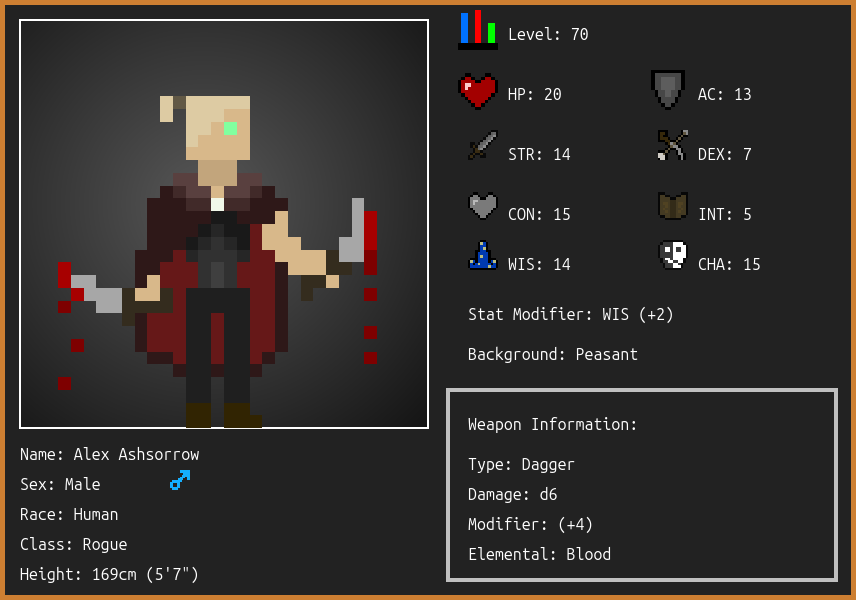 Level: 70
HP: 20
AC: 13
STR: 14
DEX: 7
CON: 15
INT: 5
WIS: 14
CHA: 15
Stat Modifier: WIS (+2)
Background: Peasant
Weapon Information:
Type: Dagger
Damage: d6
Modifier: (+4)
Elemental: Blood
Name: Alex Ashsorrow
Sex: Male
Race: Human
Class: Rogue
Height: 169cm (5'7")